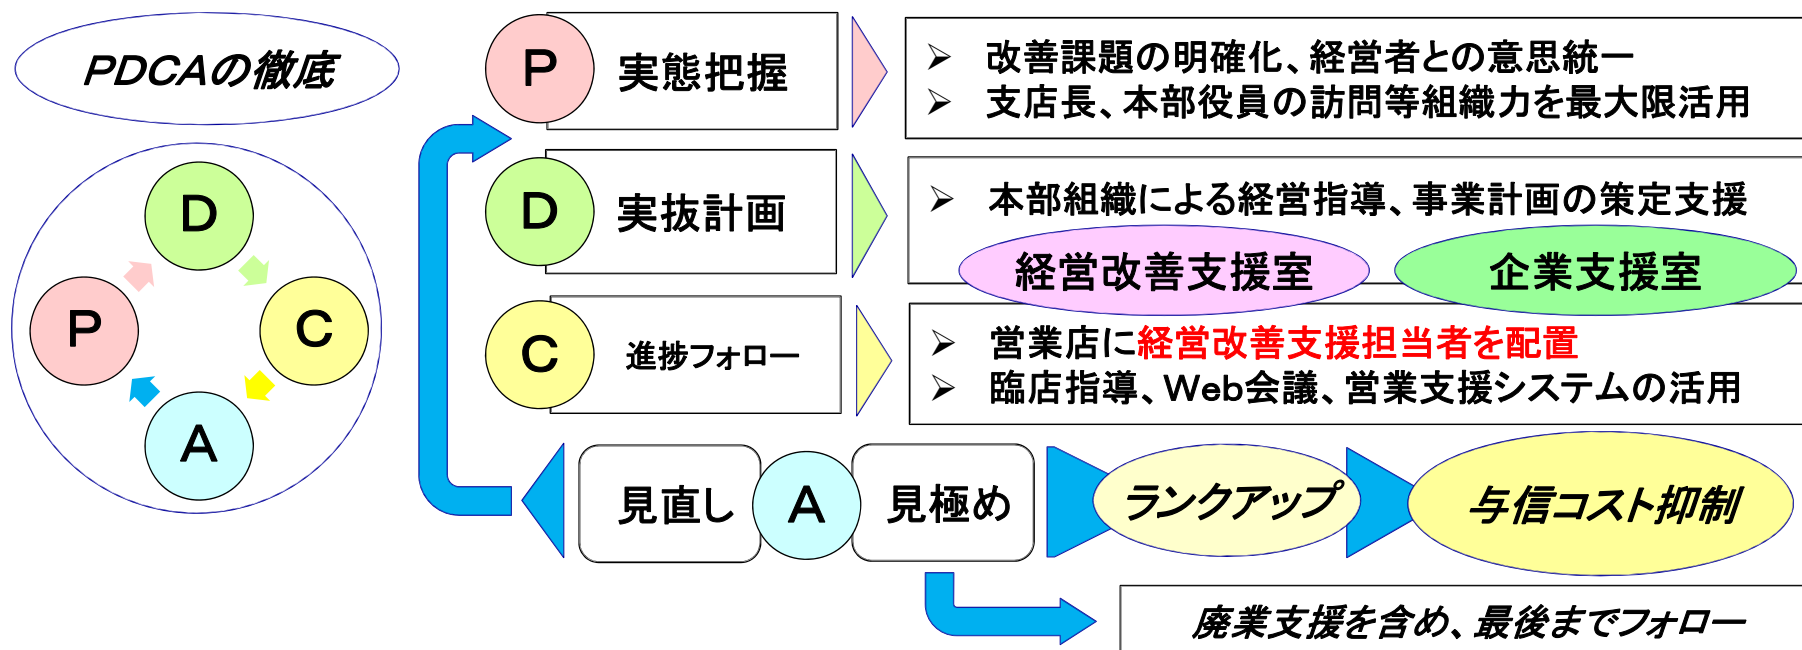 PDCAの徹底
D
P
C
A
P
実態把握
➢ 改善課題の明確化、経営者との意思統一
➢ 支店長、本部役員の訪問等組織力を最大限活用
D
実抜計画
➢ 本部組織による経営指導、事業計画の策定支援
経営改善支援室
企業支援室
C
進捗フォロー
➢ 営業店に経営改善支援担当者を配置
➢ 臨店指導、Web会議、営業支援システムの活用
見直し
A
見極め
ランクアップ
与信コスト抑制
廃業支援を含め、最後までフォロー